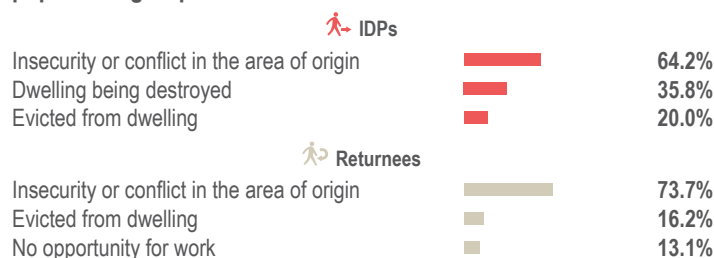 IDPs
Insecurity or conflict in the area of origin 64.2%
Dwelling being destroyed 35.8%
Evicted from dwelling 20.0%
Returnees
Insecurity or conflict in the area of origin 73.7%
Evicted from dwelling 16.2%
No opportunity for work 13.1%